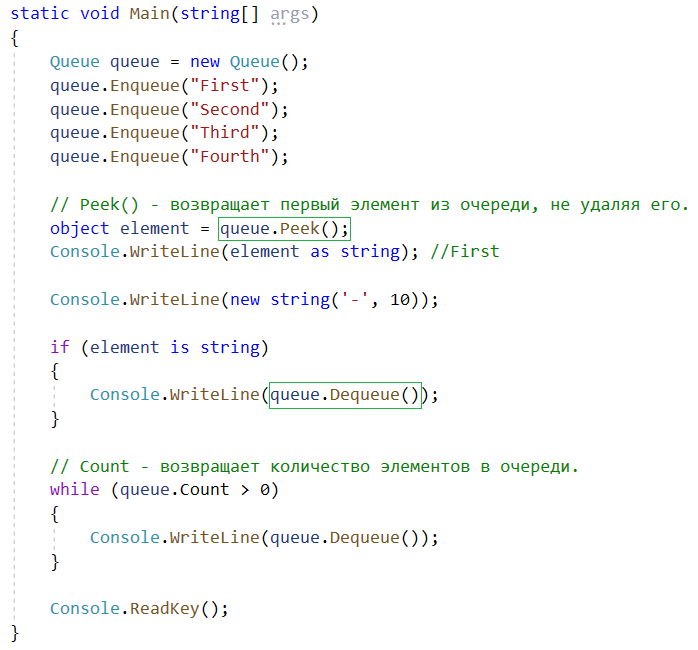 static void Main(string[] args)
{
Queue queue = new Queue();
queue.Enqueue("First");
queue.Enqueue("Second");
queue.Enqueue("Third");
queue.Enqueue("Fourth");
// Peek() - возвращает первый элемент из очереди, не удаляя его.
object element = queue.Peek();
Console.WriteLine(element as string); //First
Console.WriteLine(new string('-', 10));
if (element is string)
{
Console.WriteLine(queue.Dequeue());
}
// Count - возвращает количество элементов в очереди.
while (queue.Count > 0)
{
Console.WriteLine(queue.Dequeue());
}
Console.ReadKey();
}